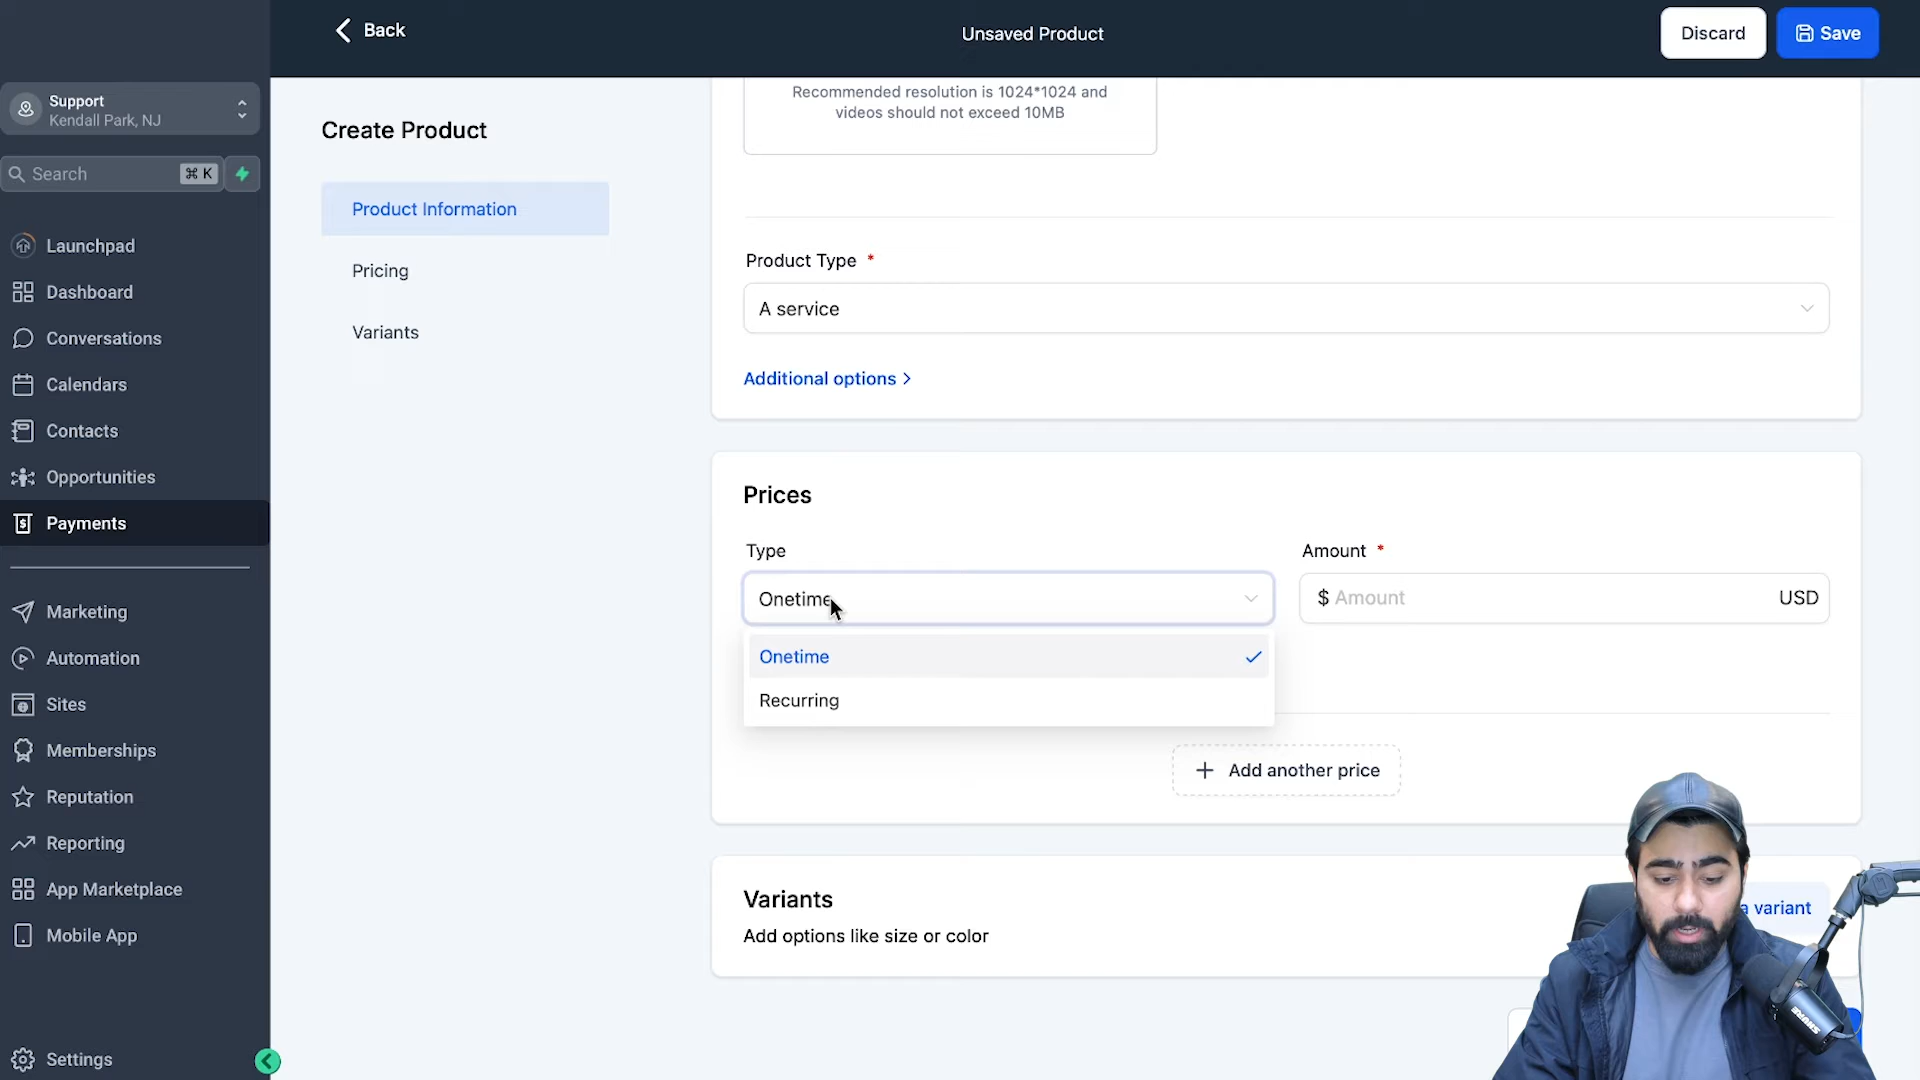 Back
Unsaved Product
Discard
Save
Support
Kendall Park, NJ
Search
⌘ K
Launchpad
Dashboard
Conversations
Calendars
Contacts
Opportunities
Payments
Marketing
Automation
Sites
Memberships
Reputation
Reporting
App Marketplace
Mobile App
Settings
Create Product
Product Information
Pricing
Variants
Recommended resolution is 1024*1024 and
videos should not exceed 10MB
Product Type *
A service
Additional options >
Prices
Type
Amount *
Onetime
$ Amount
USD
Onetime
Recurring
+ Add another price
Variants
Add options like size or color
a variant
SHURE